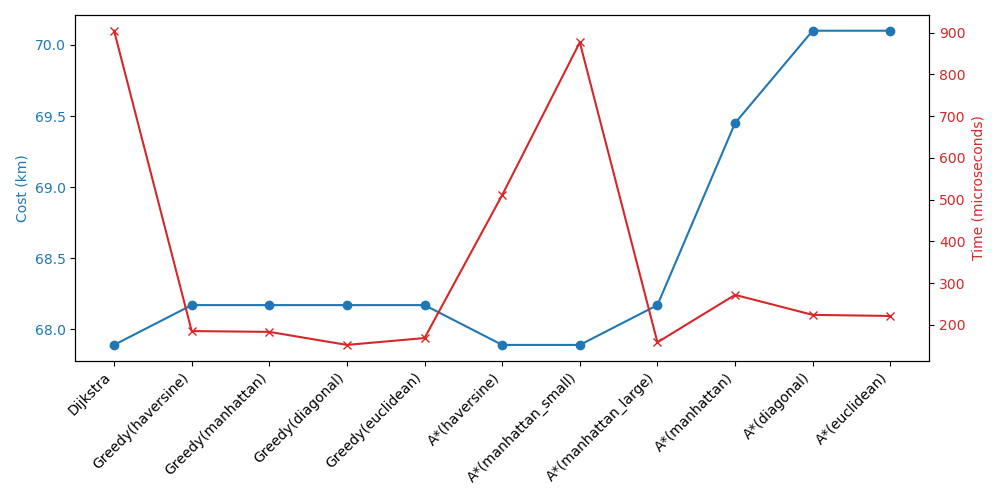 70.0
69.5
69.0
68.5
68.0
Cost (km)
900
800
700
600
500
400
300
200
Time (microseconds)
Dijkstra
Greedy(haversine)
Greedy(manhattan)
Greedy(diagonal)
Greedy(euclidean)
A*(haversine)
A*(manhattan_small)
A*(manhattan_large)
A*(manhattan)
A*(diagonal)
A*(euclidean)